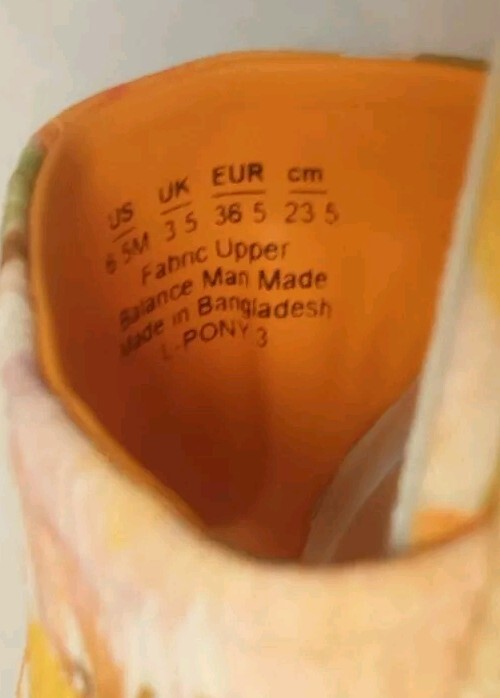 US UK EUR cm
6 5M 3 5 36 5 23 5
Fabric Upper
Balance Man Made
Made in Bangladesh
L-PONY 3